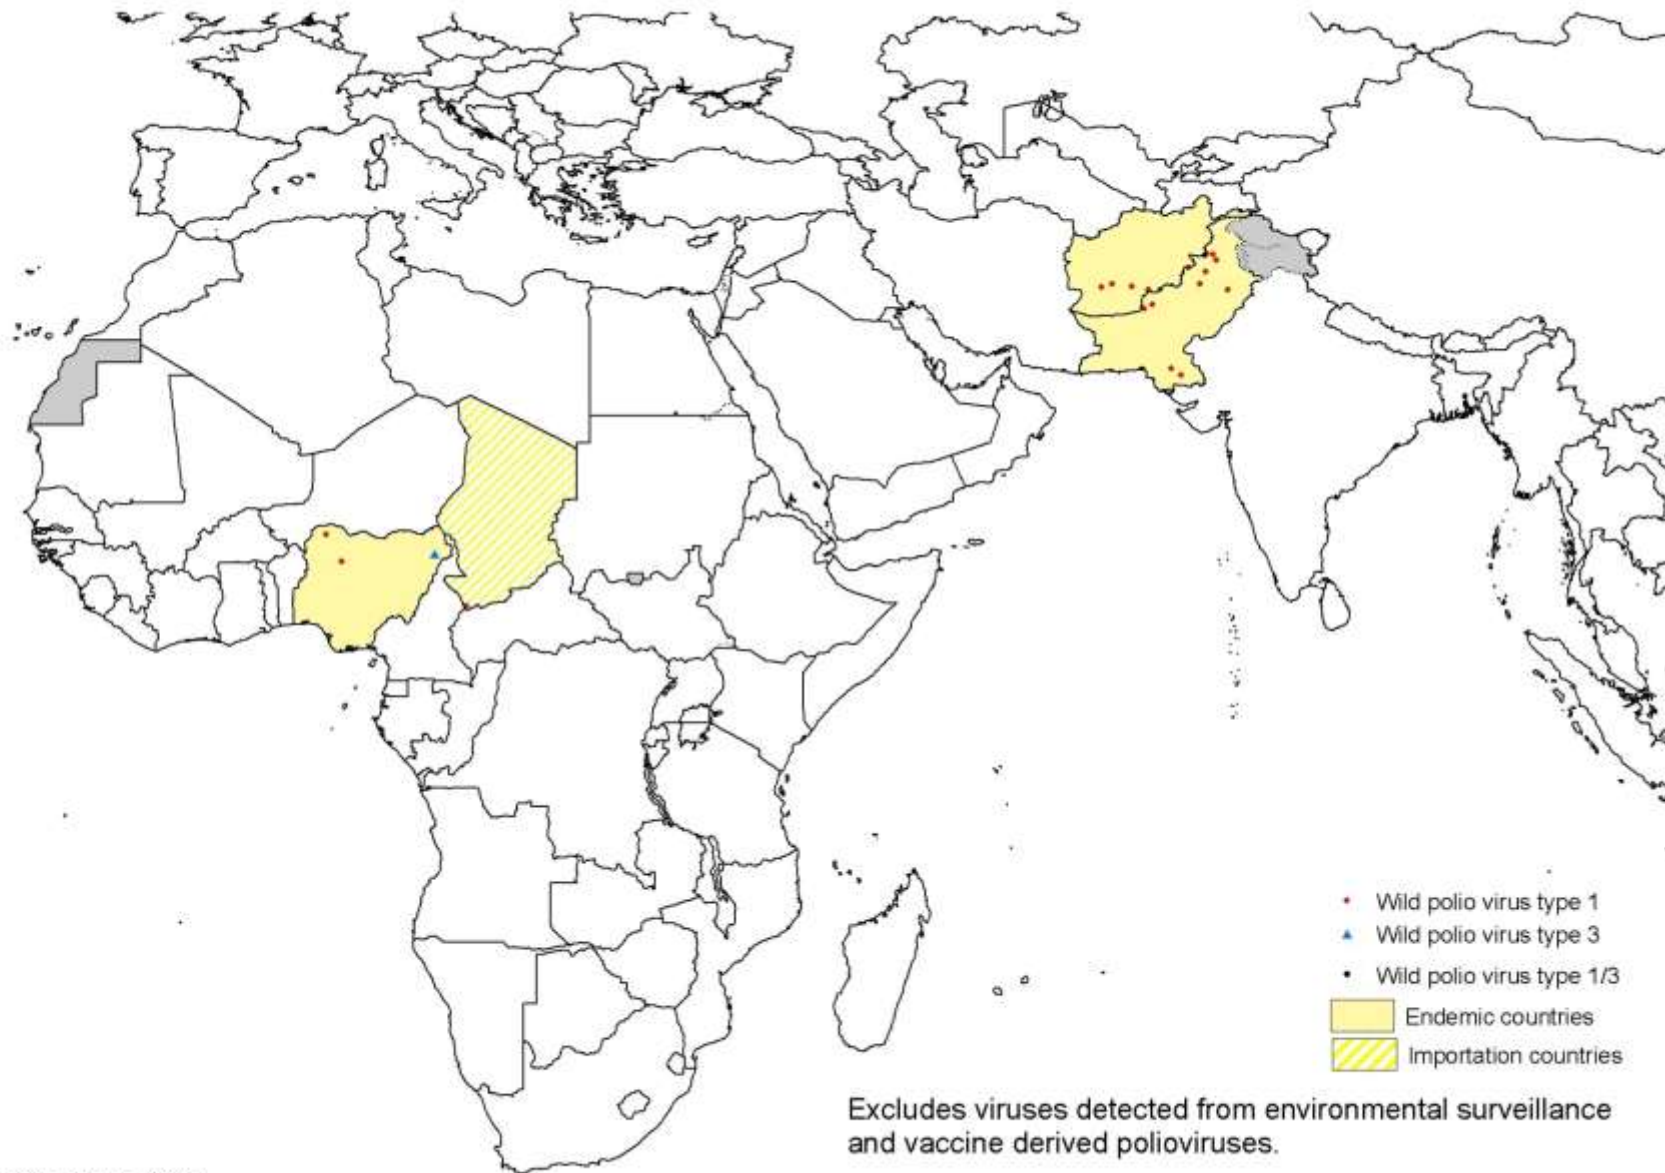 Wild polio virus type 1
Wild polio virus type 3
Wild polio virus type 1/3
Endemic countries
Importation countries
Excludes viruses detected from environmental surveillance
and vaccine derived polioviruses.